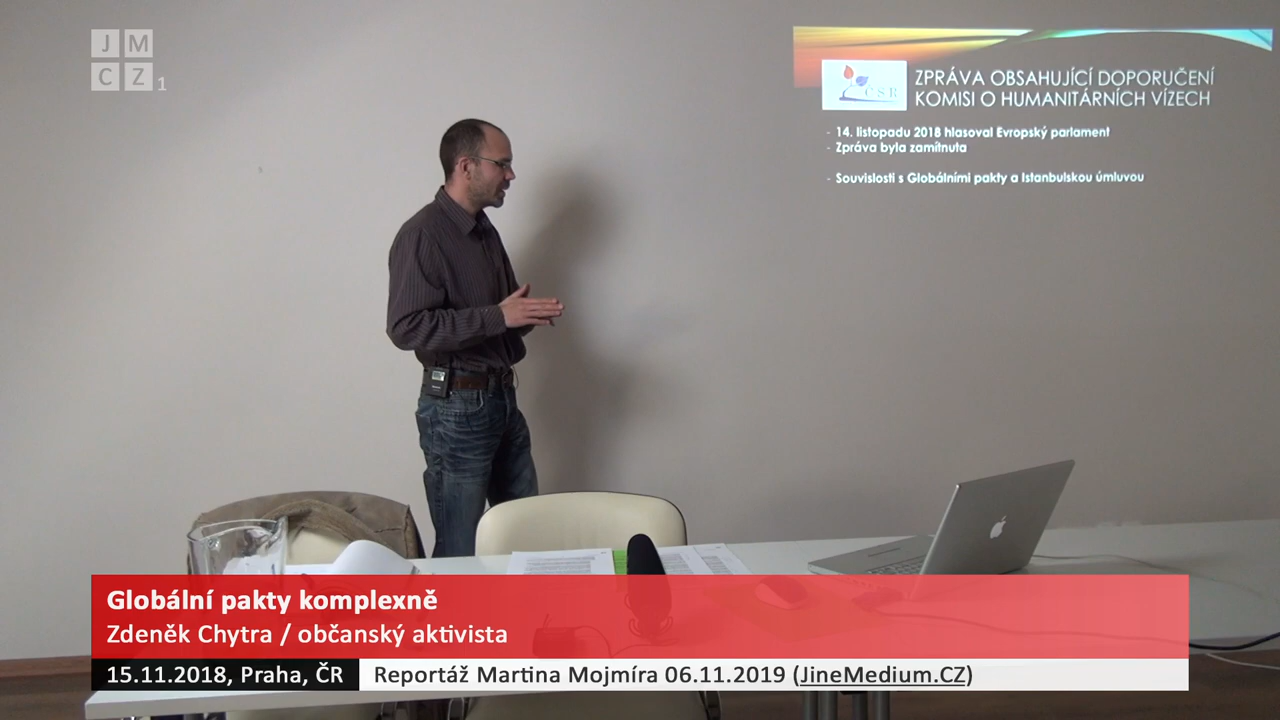 J M
C Z 1
ČSR
ZPRÁVA OBSAHUJÍCÍ DOPORUČENÍ
KOMISI O HUMANITÁRNÍCH VÍZECH
- 14. listopadu 2018 hlasoval Evropský parlament
- Zpráva byla zamítnuta
- Souvislosti s Globálními pakty a Istanbulskou úmluvou
Globální pakty komplexně
Zdeněk Chytra / občanský aktivista
15.11.2018, Praha, ČR Reportáž Martina Mojmíra 06.11.2019 (JineMedium.CZ)